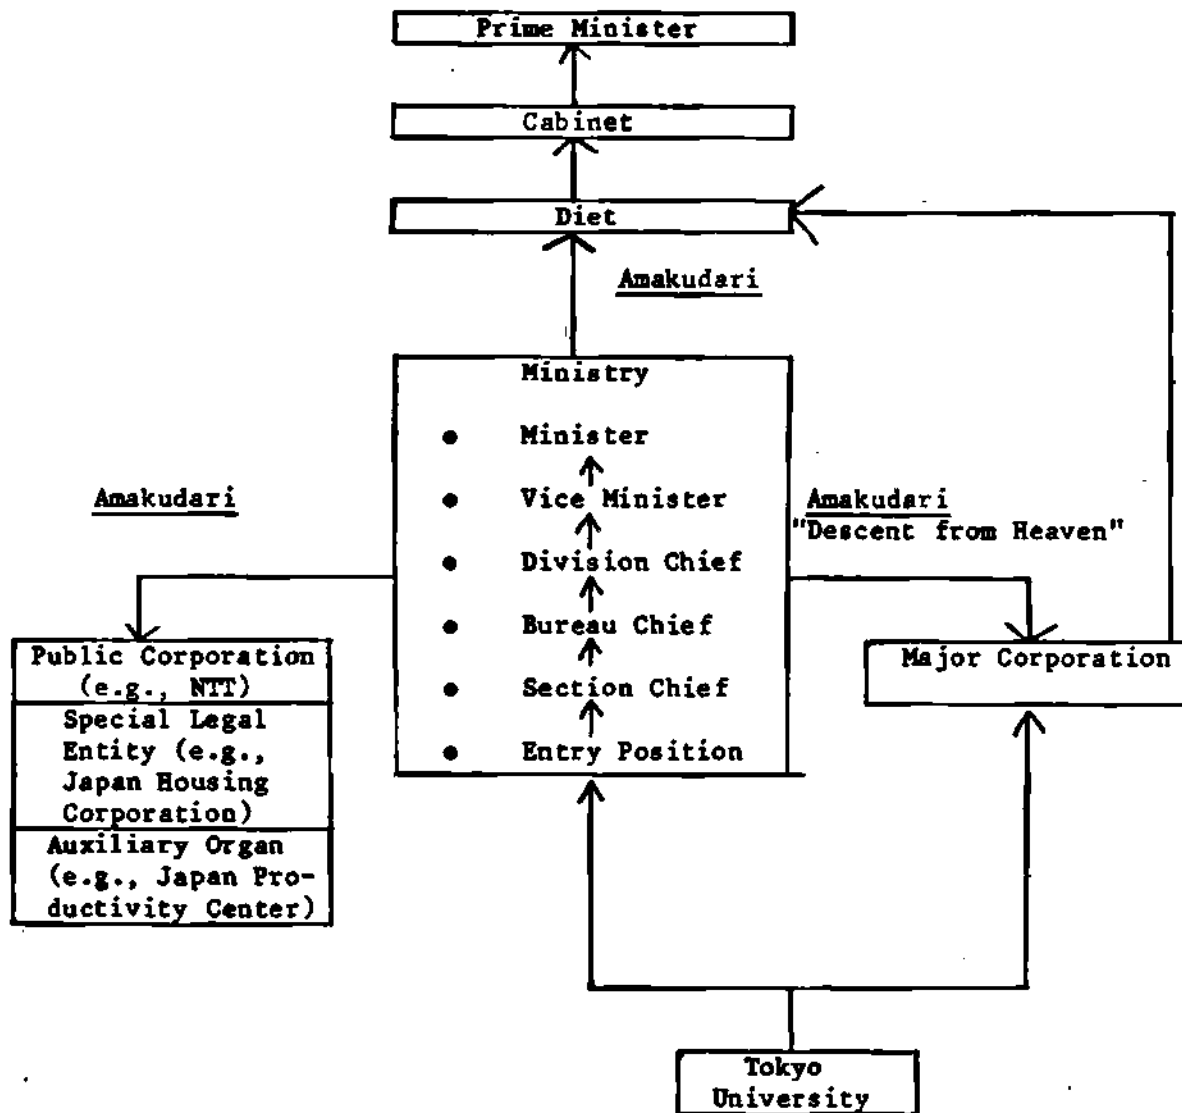 Prime Minister
Cabinet
Diet
Amakudari
Ministry
● Minister
● Vice Minister
● Division Chief
● Bureau Chief
● Section Chief
● Entry Position
Amakudari
Amakudari
"Descent from Heaven"
Public Corporation
(e.g., NTT)
Special Legal
Entity (e.g.,
Japan Housing
Corporation)
Auxiliary Organ
(e.g., Japan Pro-
ductivity Center)
Major Corporation
Tokyo
University